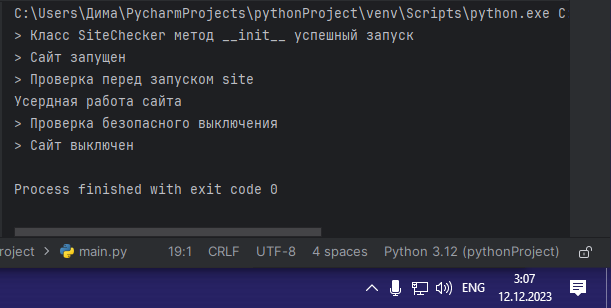 C:\Users\Дима\PycharmProjects\pythonProject\venv\Scripts\python.exe C
> Класс SiteChecker метод __init__ успешный запуск
> Сайт запущен
> Проверка перед запуском site
Усердная работа сайта
> Проверка безопасного выключения
> Сайт выключен
Process finished with exit code 0
roject > main.py 19:1 CRLF UTF-8 4 spaces Python 3.12 (pythonProject)
ENG 3:07
12.12.2023